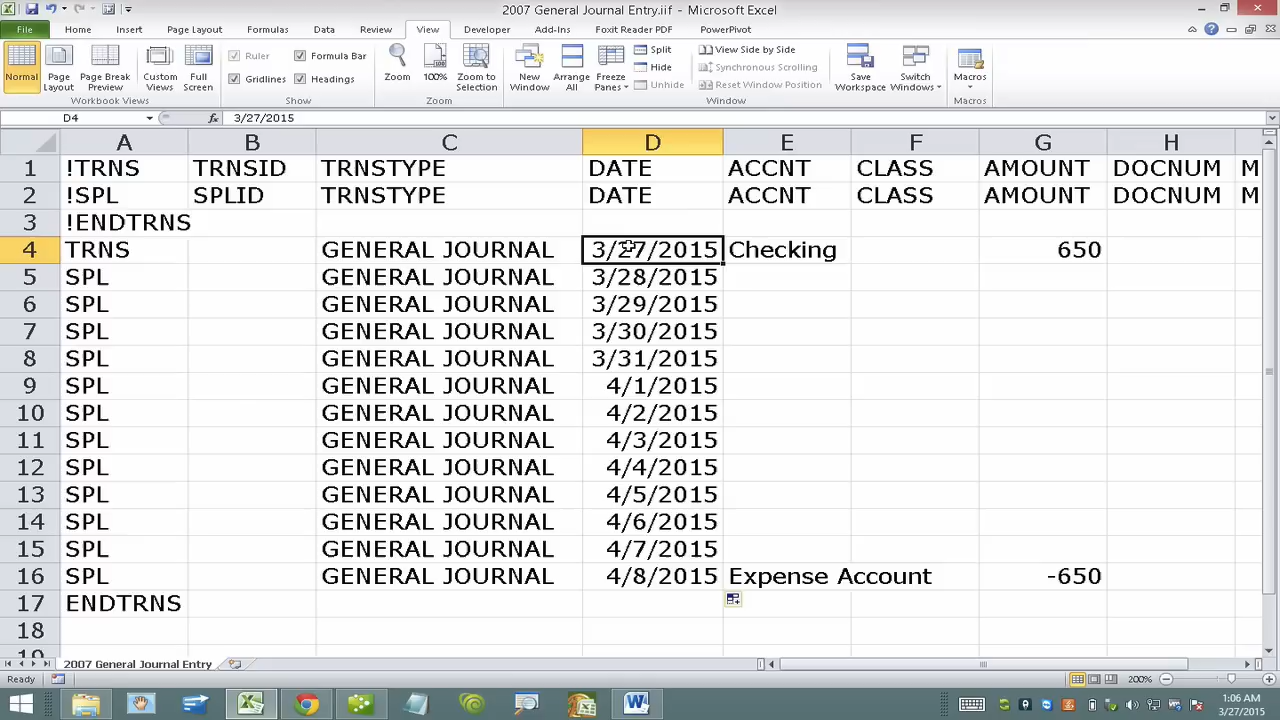 2007 General Journal Entry.iif - Microsoft Excel
File Home Insert Page Layout Formulas Data Review View Developer Add-Ins Foxit Reader PDF PowerPivot
Normal Page Layout Page Break Preview Custom Views Full Screen
Workbook Views
Ruler Formula Bar
Gridlines Headings
Show
Zoom 100% Zoom to Selection
Zoom
New Window Arrange All Freeze Panes
Split
Hide
Unhide
View Side by Side
Synchronous Scrolling
Reset Window Position
Save Workspace Switch Windows
Window
Macros
Macros
D4 fx 3/27/2015
A B C D E F G H
1 !TRNS TRNSID TRNSTYPE DATE ACCNT CLASS AMOUNT DOCNUM M
2 !SPL SPLID TRNSTYPE DATE ACCNT CLASS AMOUNT DOCNUM M
3 !ENDTRNS
4 TRNS GENERAL JOURNAL 3/27/2015 Checking 650
5 SPL GENERAL JOURNAL 3/28/2015
6 SPL GENERAL JOURNAL 3/29/2015
7 SPL GENERAL JOURNAL 3/30/2015
8 SPL GENERAL JOURNAL 3/31/2015
9 SPL GENERAL JOURNAL 4/1/2015
10 SPL GENERAL JOURNAL 4/2/2015
11 SPL GENERAL JOURNAL 4/3/2015
12 SPL GENERAL JOURNAL 4/4/2015
13 SPL GENERAL JOURNAL 4/5/2015
14 SPL GENERAL JOURNAL 4/6/2015
15 SPL GENERAL JOURNAL 4/7/2015
16 SPL GENERAL JOURNAL 4/8/2015 Expense Account -650
17 ENDTRNS
18
19
2007 General Journal Entry
Ready 200%
1:06 AM
3/27/2015